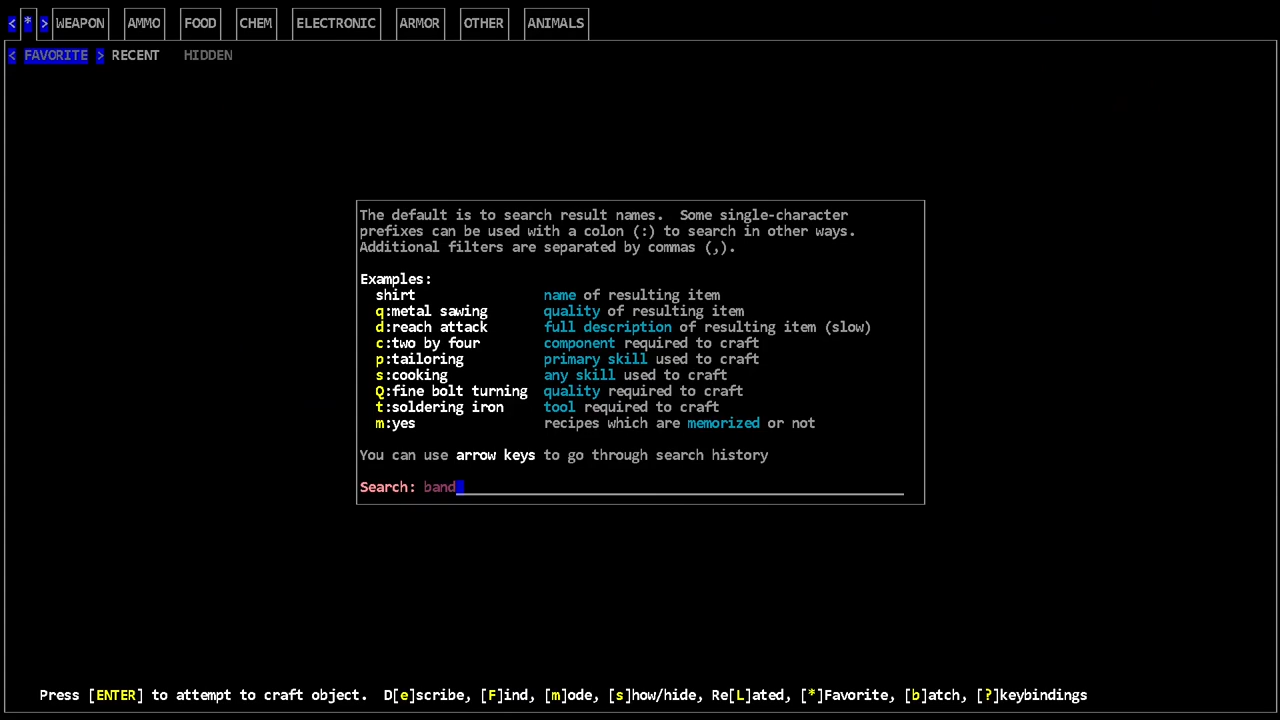 < * > WEAPON AMMO FOOD CHEM ELECTRONIC ARMOR OTHER ANIMALS
< FAVORITE > RECENT HIDDEN
The default is to search result names.  Some single-character
prefixes can be used with a colon (:) to search in other ways.
Additional filters are separated by commas (,).
Examples:
shirt name of resulting item
q:metal sawing quality of resulting item
d:reach attack full description of resulting item (slow)
c:two by four component required to craft
p:tailoring primary skill used to craft
s:cooking any skill used to craft
Q:fine bolt turning quality required to craft
t:soldering iron tool required to craft
m:yes recipes which are memorized or not
You can use arrow keys to go through search history
Search: band
Press [ENTER] to attempt to craft object.  D[e]scribe, [F]ind, [m]ode, [s]how/hide, Re[L]ated, [*]Favorite, [b]atch, [?]keybindings